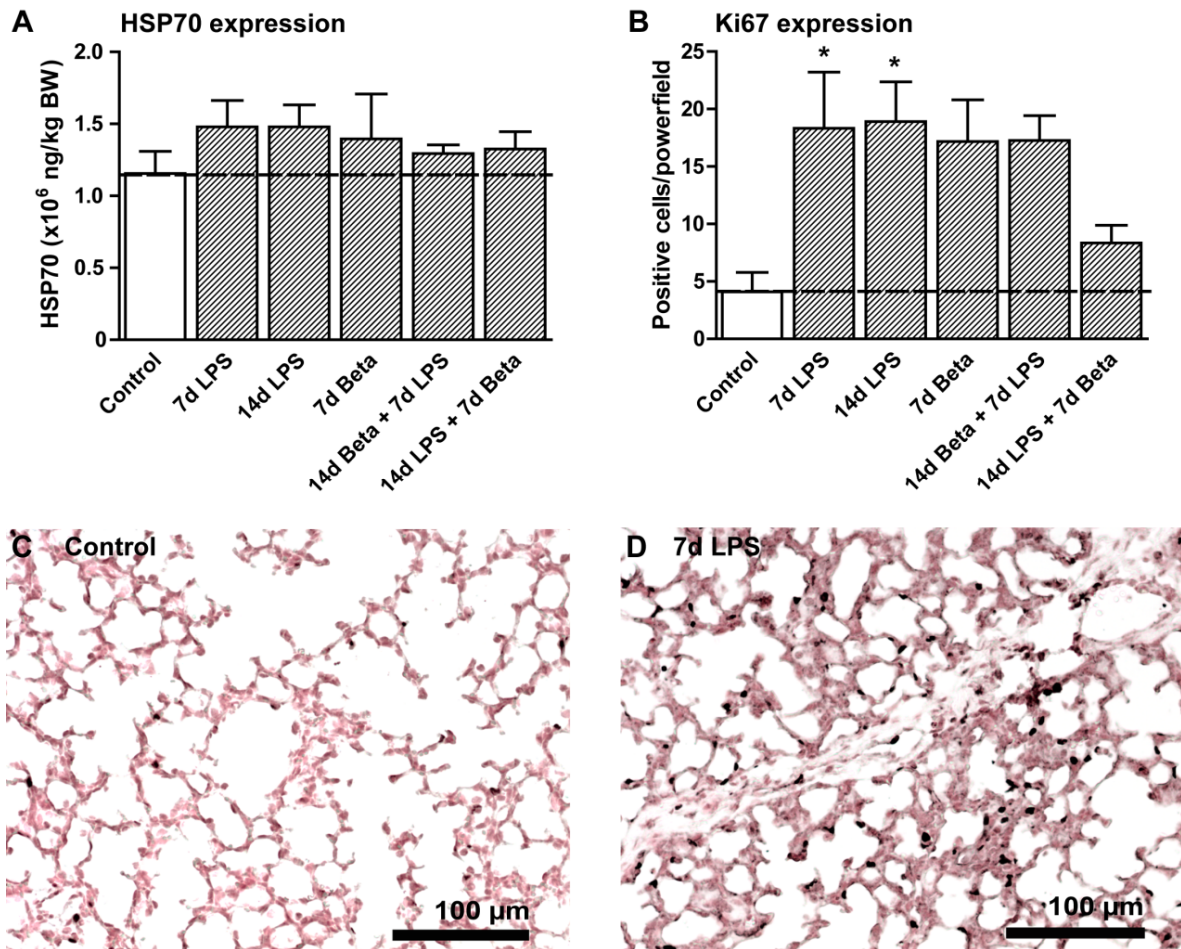 A HSP70 expression
HSP70 (x10⁶ ng/kg BW)
2.0
1.5
1.0
0.5
0
Control
7d LPS
14d LPS
7d Beta
14d Beta + 7d LPS
14d LPS + 7d Beta
B Ki67 expression
Positive cells/powerfield
25
20
15
10
5
0
* *
Control
7d LPS
14d LPS
7d Beta
14d Beta + 7d LPS
14d LPS + 7d Beta
C Control
100 µm
D 7d LPS
100 µm